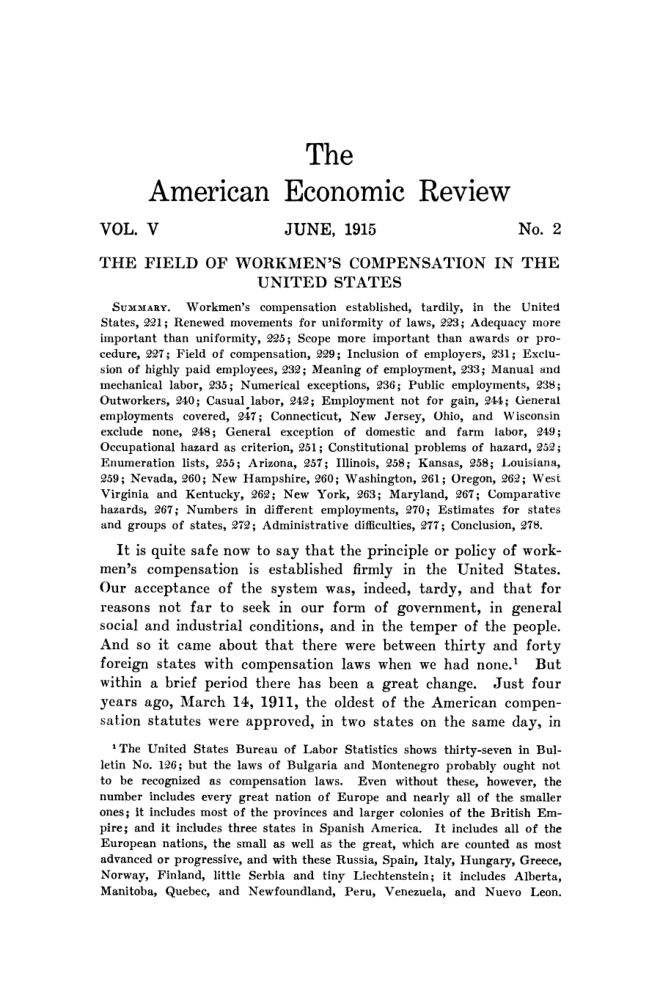 The
American Economic Review
VOL. V JUNE, 1915 No. 2
THE FIELD OF WORKMEN'S COMPENSATION IN THE
UNITED STATES
SUMMARY. Workmen's compensation established, tardily, in the United
States, 221; Renewed movements for uniformity of laws, 223; Adequacy more
important than uniformity, 225; Scope more important than awards or pro-
cedure, 227; Field of compensation, 229; Inclusion of employers, 231; Exclu-
sion of highly paid employees, 232; Meaning of employment, 233; Manual and
mechanical labor, 235; Numerical exceptions, 236; Public employments, 238;
Outworkers, 240; Casual labor, 242; Employment not for gain, 244; General
employments covered, 247; Connecticut, New Jersey, Ohio, and Wisconsin
exclude none, 248; General exception of domestic and farm labor, 249;
Occupational hazard as criterion, 251; Constitutional problems of hazard, 252;
Enumeration lists, 255; Arizona, 257; Illinois, 258; Kansas, 258; Louisiana,
259; Nevada, 260; New Hampshire, 260; Washington, 261; Oregon, 262; West
Virginia and Kentucky, 262; New York, 263; Maryland, 267; Comparative
hazards, 267; Numbers in different employments, 270; Estimates for states
and groups of states, 272; Administrative difficulties, 277; Conclusion, 278.
It is quite safe now to say that the principle or policy of work-
men's compensation is established firmly in the United States.
Our acceptance of the system was, indeed, tardy, and that for
reasons not far to seek in our form of government, in general
social and industrial conditions, and in the temper of the people.
And so it came about that there were between thirty and forty
foreign states with compensation laws when we had none.¹ But
within a brief period there has been a great change. Just four
years ago, March 14, 1911, the oldest of the American compen-
sation statutes were approved, in two states on the same day, in
¹ The United States Bureau of Labor Statistics shows thirty-seven in Bul-
letin No. 126; but the laws of Bulgaria and Montenegro probably ought not
to be recognized as compensation laws. Even without these, however, the
number includes every great nation of Europe and nearly all of the smaller
ones; it includes most of the provinces and larger colonies of the British Em-
pire; and it includes three states in Spanish America. It includes all of the
European nations, the small as well as the great, which are counted as most
advanced or progressive, and with these Russia, Spain, Italy, Hungary, Greece,
Norway, Finland, little Serbia and tiny Liechtenstein; it includes Alberta,
Manitoba, Quebec, and Newfoundland, Peru, Venezuela, and Nuevo Leon.